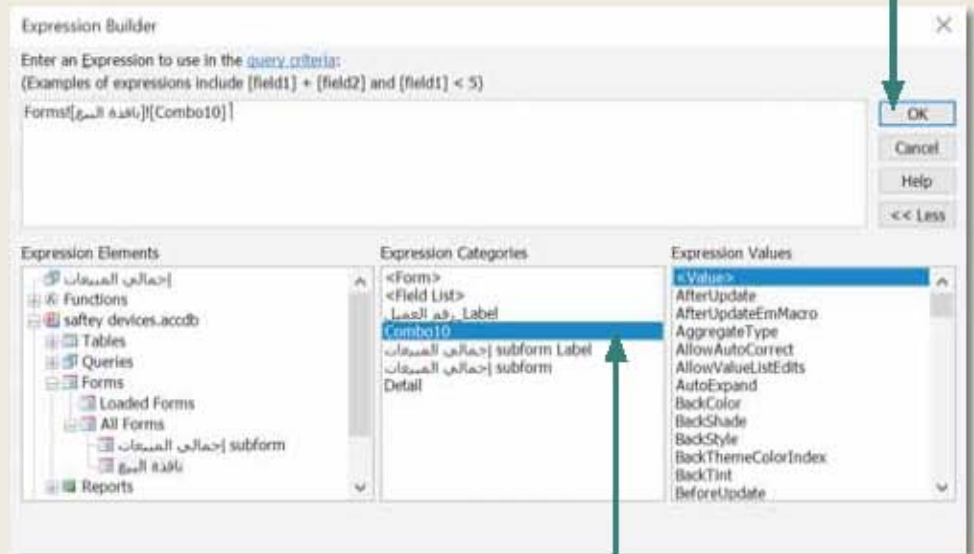 Expression Builder
Enter an Expression to use in the query criteria:
(Examples of expressions include [field1] + [field2] and [field1] < 5)
Forms![نافذة البيع]![Combo10]
OK
Cancel
Help
<< Less
Expression Elements
إجمالي المبيعات
Functions
saftey devices.accdb
Tables
Queries
Forms
Loaded Forms
All Forms
إجمالي المبيعات subform
نافذة البيع
Reports
Expression Categories
<Form>
<Field List>
رقم العميل_Label
Combo10
إجمالي المبيعات subform Label
إجمالي المبيعات subform
Detail
Expression Values
<Value>
AfterUpdate
AfterUpdateEmMacro
AggregateType
AllowAutoCorrect
AllowValueListEdits
AutoExpand
BackColor
BackShade
BackStyle
BackThemeColorIndex
BackTint
BeforeUpdate